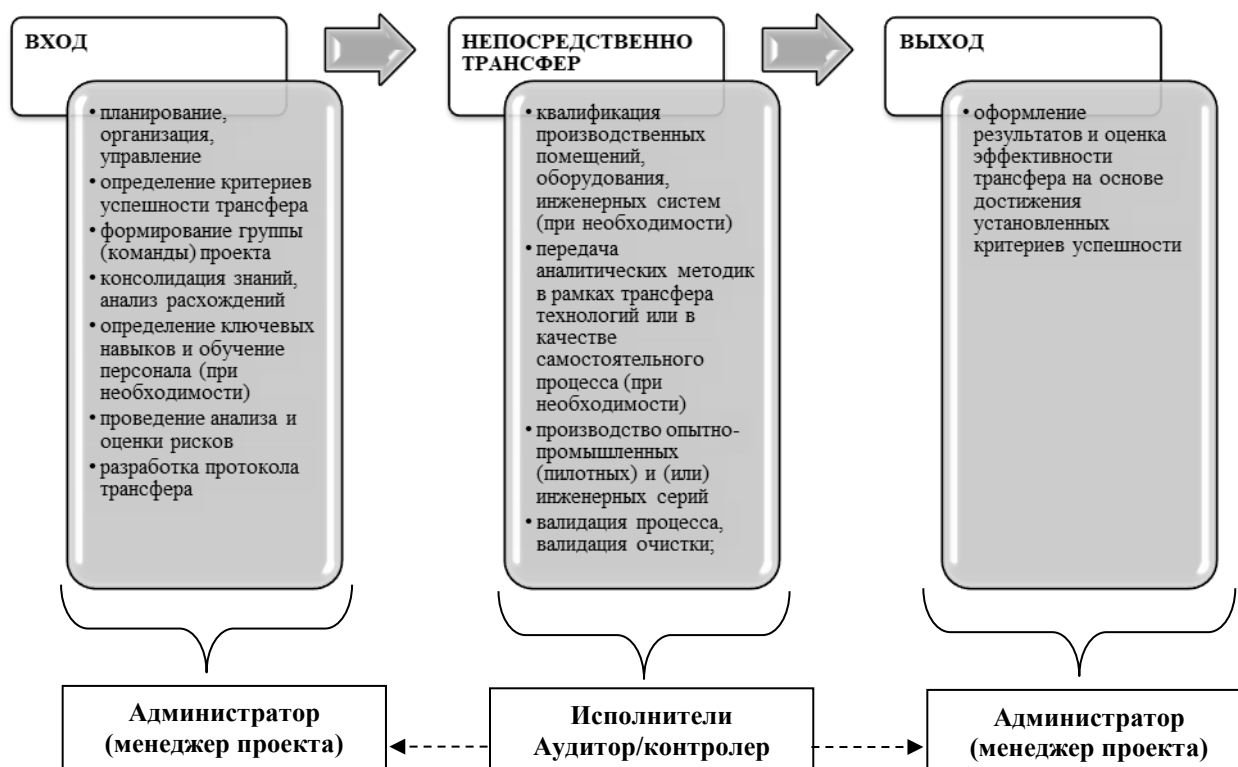 ВХОД
• планирование,
организация,
управление
• определение критериев
успешности трансфера
• формирование группы
(команды) проекта
• консолидация знаний,
анализ расхождений
• определение ключевых
навыков и обучение
персонала (при
необходимости)
• проведение анализа и
оценки рисков
• разработка протокола
трансфера
НЕПОСРЕДСТВЕННО
ТРАНСФЕР
• квалификация
производственных
помещений,
оборудования,
инженерных систем
(при необходимости)
• передача
аналитических методик
в рамках трансфера
технологий или в
качестве
самостоятельного
процесса (при
необходимости)
• производство опытно-
промышленных
(пилотных) и (или)
инженерных серий
• валидация процесса,
валидация очистки;
ВЫХОД
• оформление
результатов и оценка
эффективности
трансфера на основе
достижения
установленных
критериев успешности
Администратор
(менеджер проекта)
Исполнители
Аудитор/контролер
Администратор
(менеджер проекта)